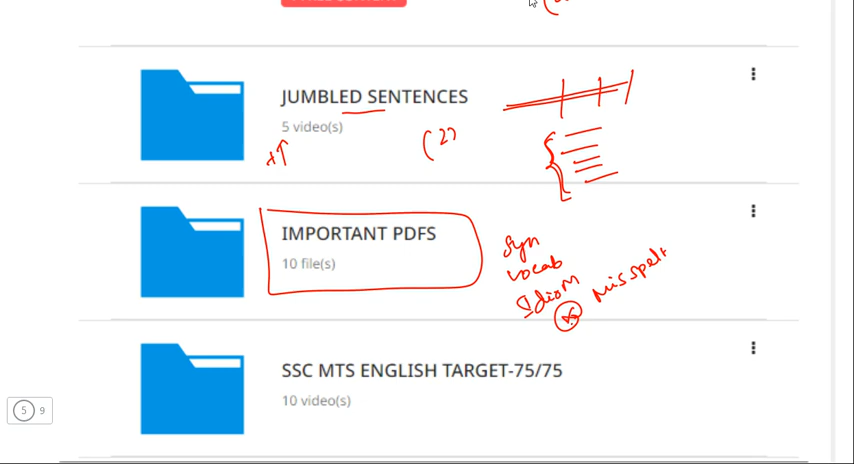 JUMBLED SENTENCES
5 video(s)
(2)
IMPORTANT PDFS
10 file(s)
Syn
Vocab
Idiom
Misspelt
SSC MTS ENGLISH TARGET-75/75
10 video(s)
5 9